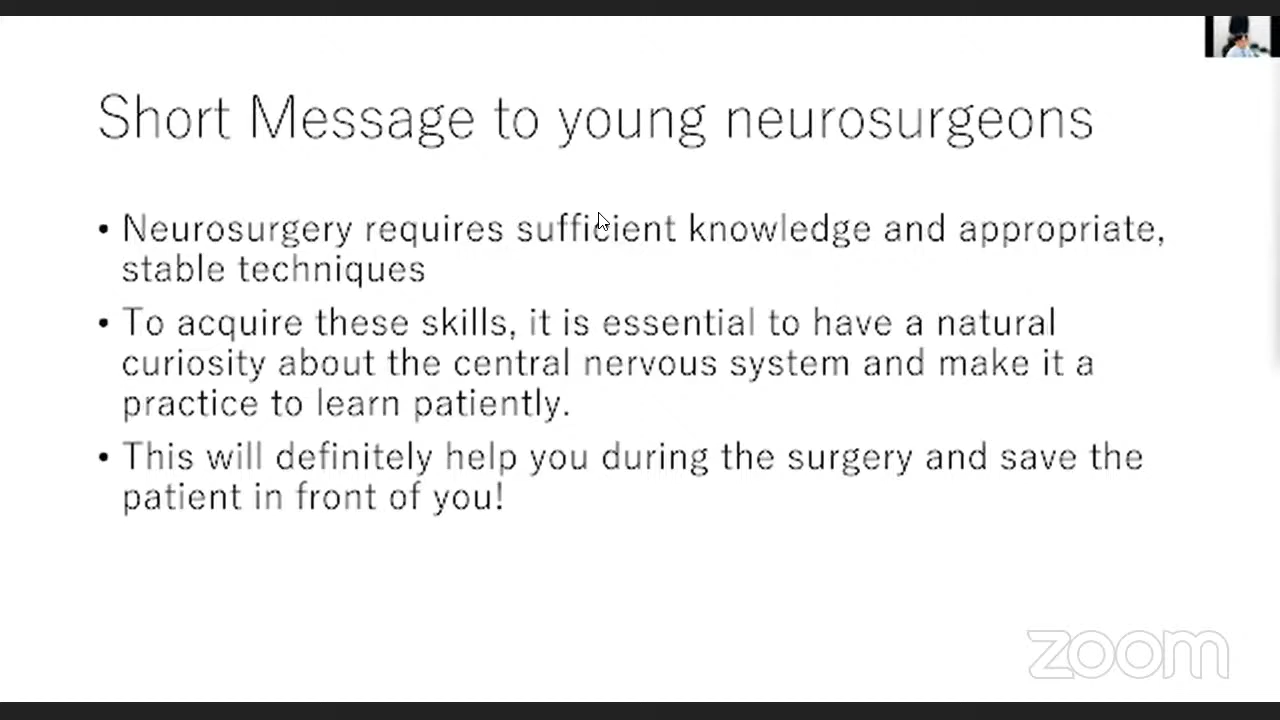 Short Message to young neurosurgeons
• Neurosurgery requires sufficient knowledge and appropriate,
stable techniques
• To acquire these skills, it is essential to have a natural
curiosity about the central nervous system and make it a
practice to learn patiently.
• This will definitely help you during the surgery and save the
patient in front of you!
zoom